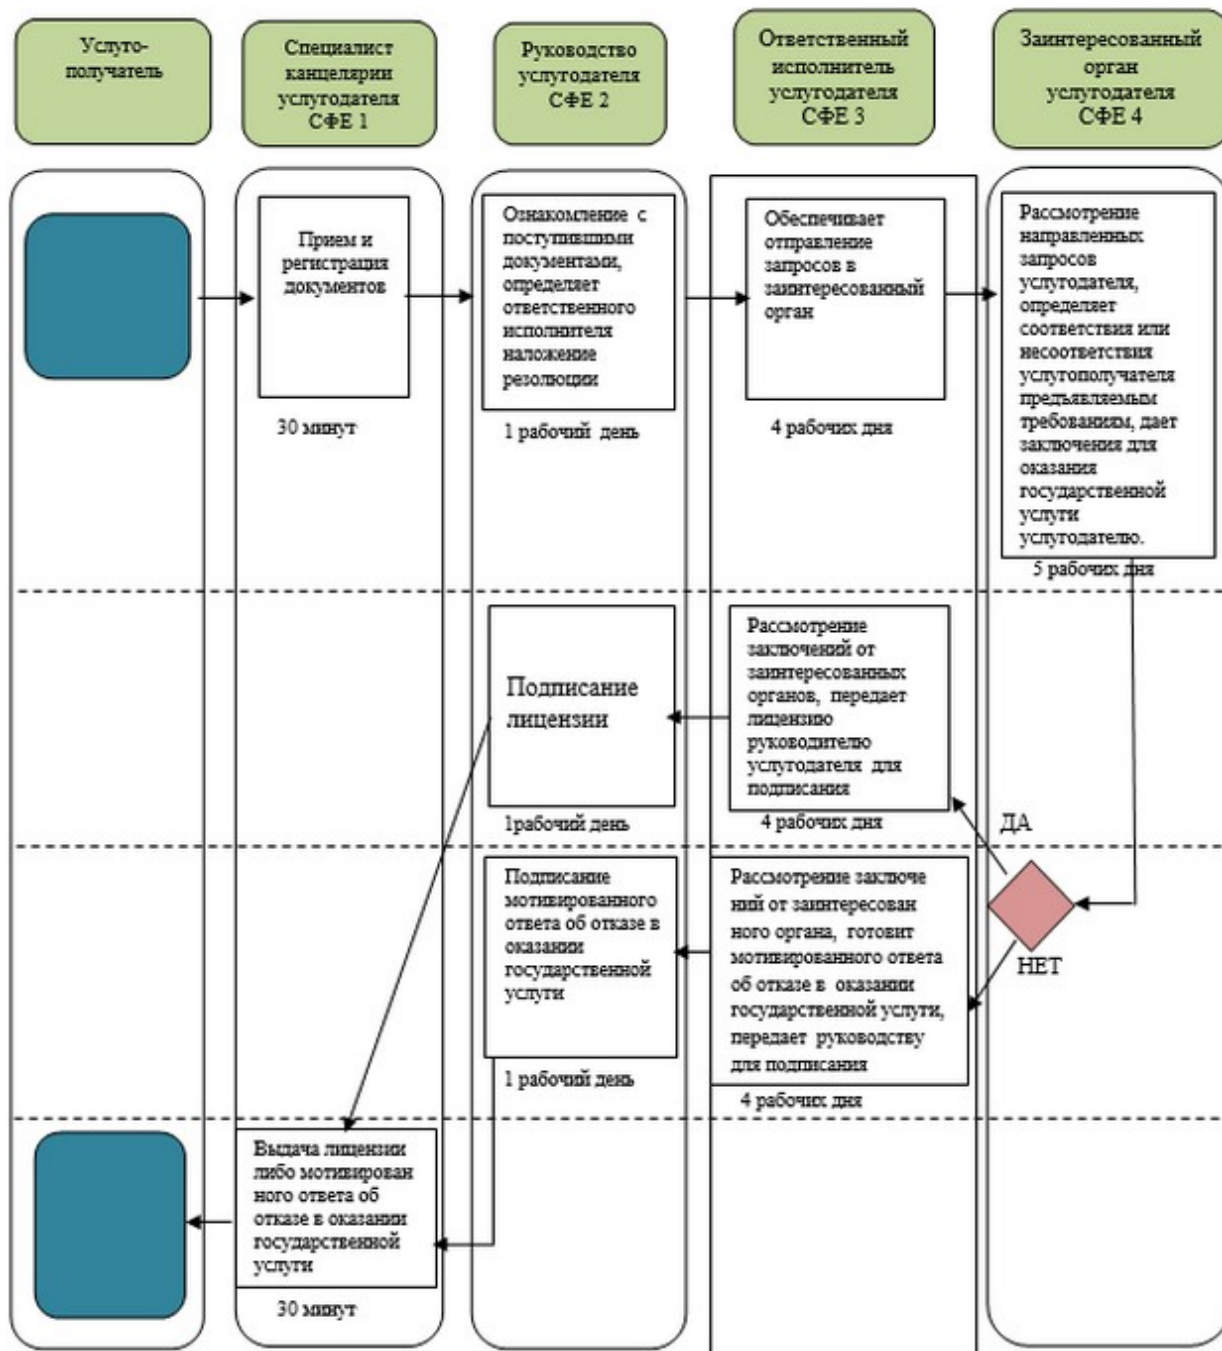 Услуго-
получатель
Специалист
канцелярии
услугодателя
СФЕ 1
Руководство
услугодателя
СФЕ 2
Ответственный
исполнитель
услугодателя
СФЕ 3
Заинтересованный
орган
услугодателя
СФЕ 4
Прием и
регистрация
документов
30 минут
Ознакомление с
поступившими
документами,
определяет
ответственного
исполнителя
наложение
резолюции
1 рабочий день
Обеспечивает
отправление
запросов в
заинтересованный
орган
4 рабочих дня
Рассмотрение
направленных
запросов
услугодателя,
определяет
соответствия или
несоответствия
услугополучателя
предъявляемым
требованиям, дает
заключения для
оказания
государственной
услуги
услугодателю.
5 рабочих дня
Подписание
лицензии
1рабочий день
Рассмотрение
заключений от
заинтересованных
органов, передает
лицензию
руководителю
услугодателя для
подписания
4 рабочих дня
ДА
Подписание
мотивированного
ответа об отказе в
оказании
государственной
услуги
1 рабочий день
Рассмотрение заключе
ний от заинтересован
ного органа, готовит
мотивированного ответа
об отказе в оказании
государственной услуги,
передает руководству
для подписания
4 рабочих дня
НЕТ
Выдача лицензии
либо мотивирован
ного ответа об
отказе в оказании
государственной
услуги
30 минут